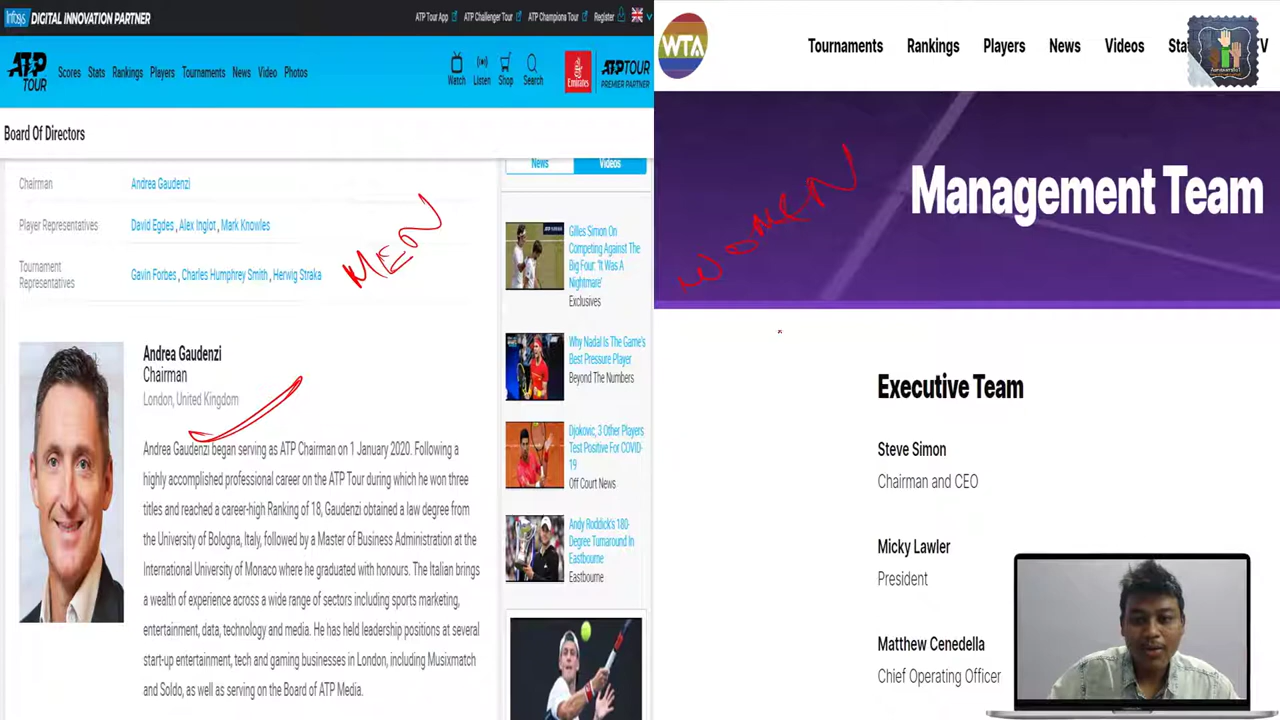 Infosys DIGITAL INNOVATION PARTNER
ATP Tour App ATP Challenger Tour ATP Champions Tour Register
ATP TOUR
Scores Stats Rankings Players Tournaments News Video Photos
Watch Listen Shop Search
Emirates
ATP TOUR
PREMIER PARTNER
Board Of Directors
Chairman Andrea Gaudenzi
Player Representatives David Egdes , Alex Inglot , Mark Knowles
Tournament Representatives Gavin Forbes , Charles Humphrey Smith , Herwig Straka
MEN
Andrea Gaudenzi
Chairman
London, United Kingdom
Andrea Gaudenzi began serving as ATP Chairman on 1 January 2020. Following a
highly accomplished professional career on the ATP Tour during which he won three
titles and reached a career-high Ranking of 18, Gaudenzi obtained a law degree from
the University of Bologna, Italy, followed by a Master of Business Administration at the
International University of Monaco where he graduated with honours. The Italian brings
a wealth of experience across a wide range of sectors including sports marketing,
entertainment, data, technology and media. He has held leadership positions at several
start-up entertainment, tech and gaming businesses in London, including Musixmatch
and Soldo, as well as serving on the Board of ATP Media.
News Videos
Gilles Simon On
Competing Against The
Big Four: 'It Was A
Nightmare'
Exclusives
Why Nadal Is The Game's
Best Pressure Player
Beyond The Numbers
Djokovic, 3 Other Players
Test Positive For COVID-
19
Off Court News
Andy Roddick's 180-
Degree Turnaround In
Eastbourne
Eastbourne
WTA
Tournaments Rankings Players News Videos Sta V
WOMEN
Management Team
Executive Team
Steve Simon
Chairman and CEO
Micky Lawler
President
Matthew Cenedella
Chief Operating Officer